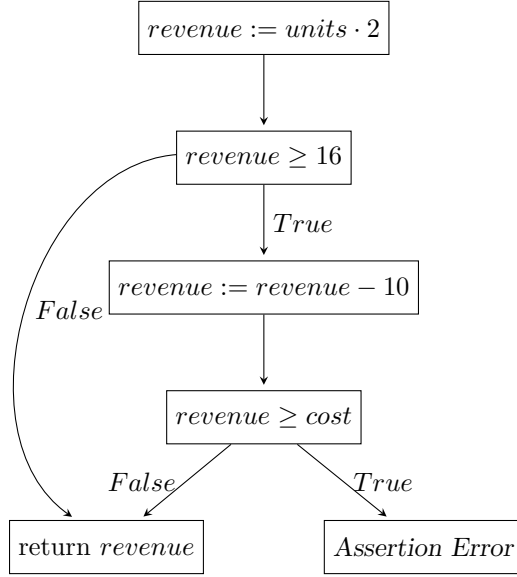 revenue := units · 2
revenue ≥ 16
True
revenue := revenue − 10
False
revenue ≥ cost
False
True
return revenue
Assertion Error